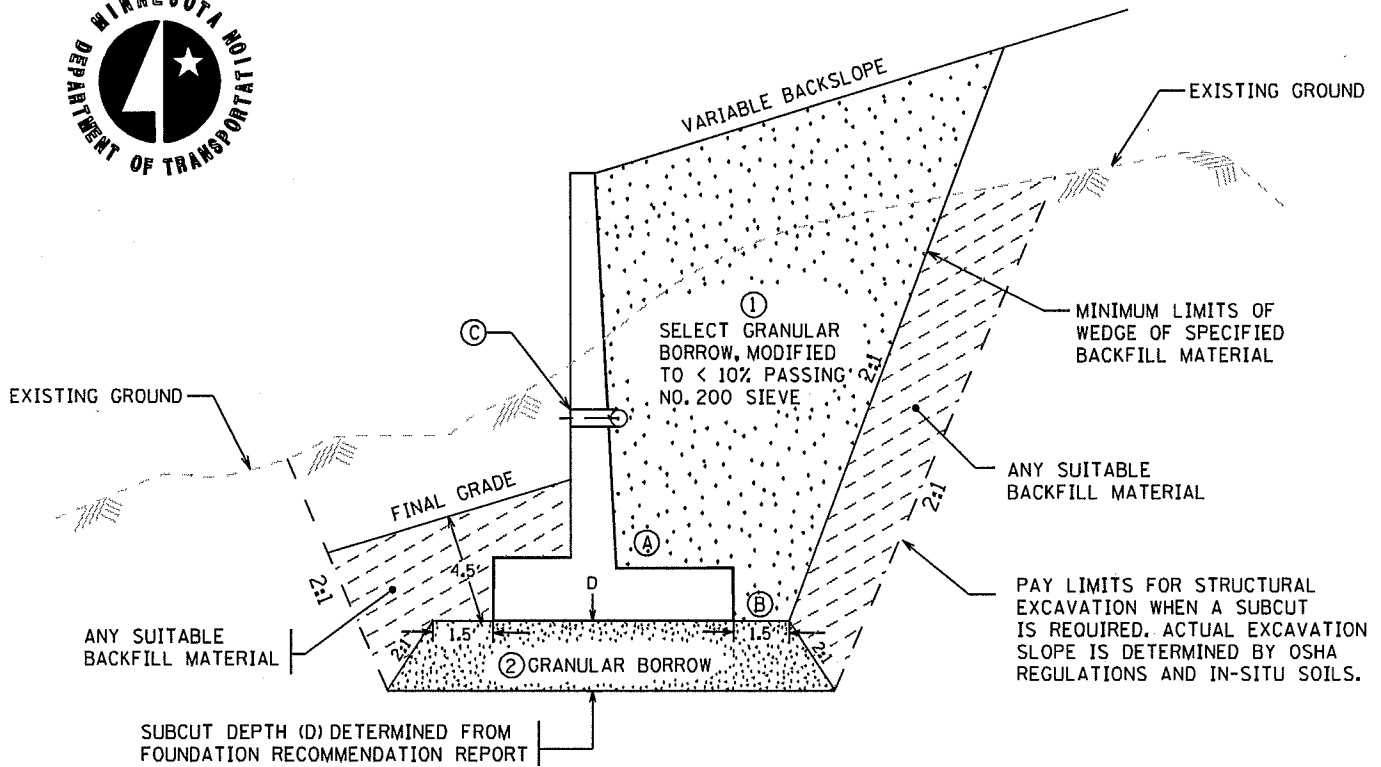 MINNESOTA
DEPARTMENT OF TRANSPORTATION
VARIABLE BACKSLOPE
EXISTING GROUND
1
SELECT GRANULAR
BORROW, MODIFIED
TO < 10% PASSING
NO. 200 SIEVE
2:1
MINIMUM LIMITS OF
WEDGE OF SPECIFIED
BACKFILL MATERIAL
C
EXISTING GROUND
ANY SUITABLE
BACKFILL MATERIAL
2:1
FINAL GRADE
A
4.5'
D
B
2:1
PAY LIMITS FOR STRUCTURAL
EXCAVATION WHEN A SUBCUT
IS REQUIRED. ACTUAL EXCAVATION
SLOPE IS DETERMINED BY OSHA
REGULATIONS AND IN-SITU SOILS.
ANY SUITABLE
BACKFILL MATERIAL
2:1
1.5'
1.5'
2:1
2 GRANULAR BORROW
SUBCUT DEPTH (D) DETERMINED FROM
FOUNDATION RECOMMENDATION REPORT